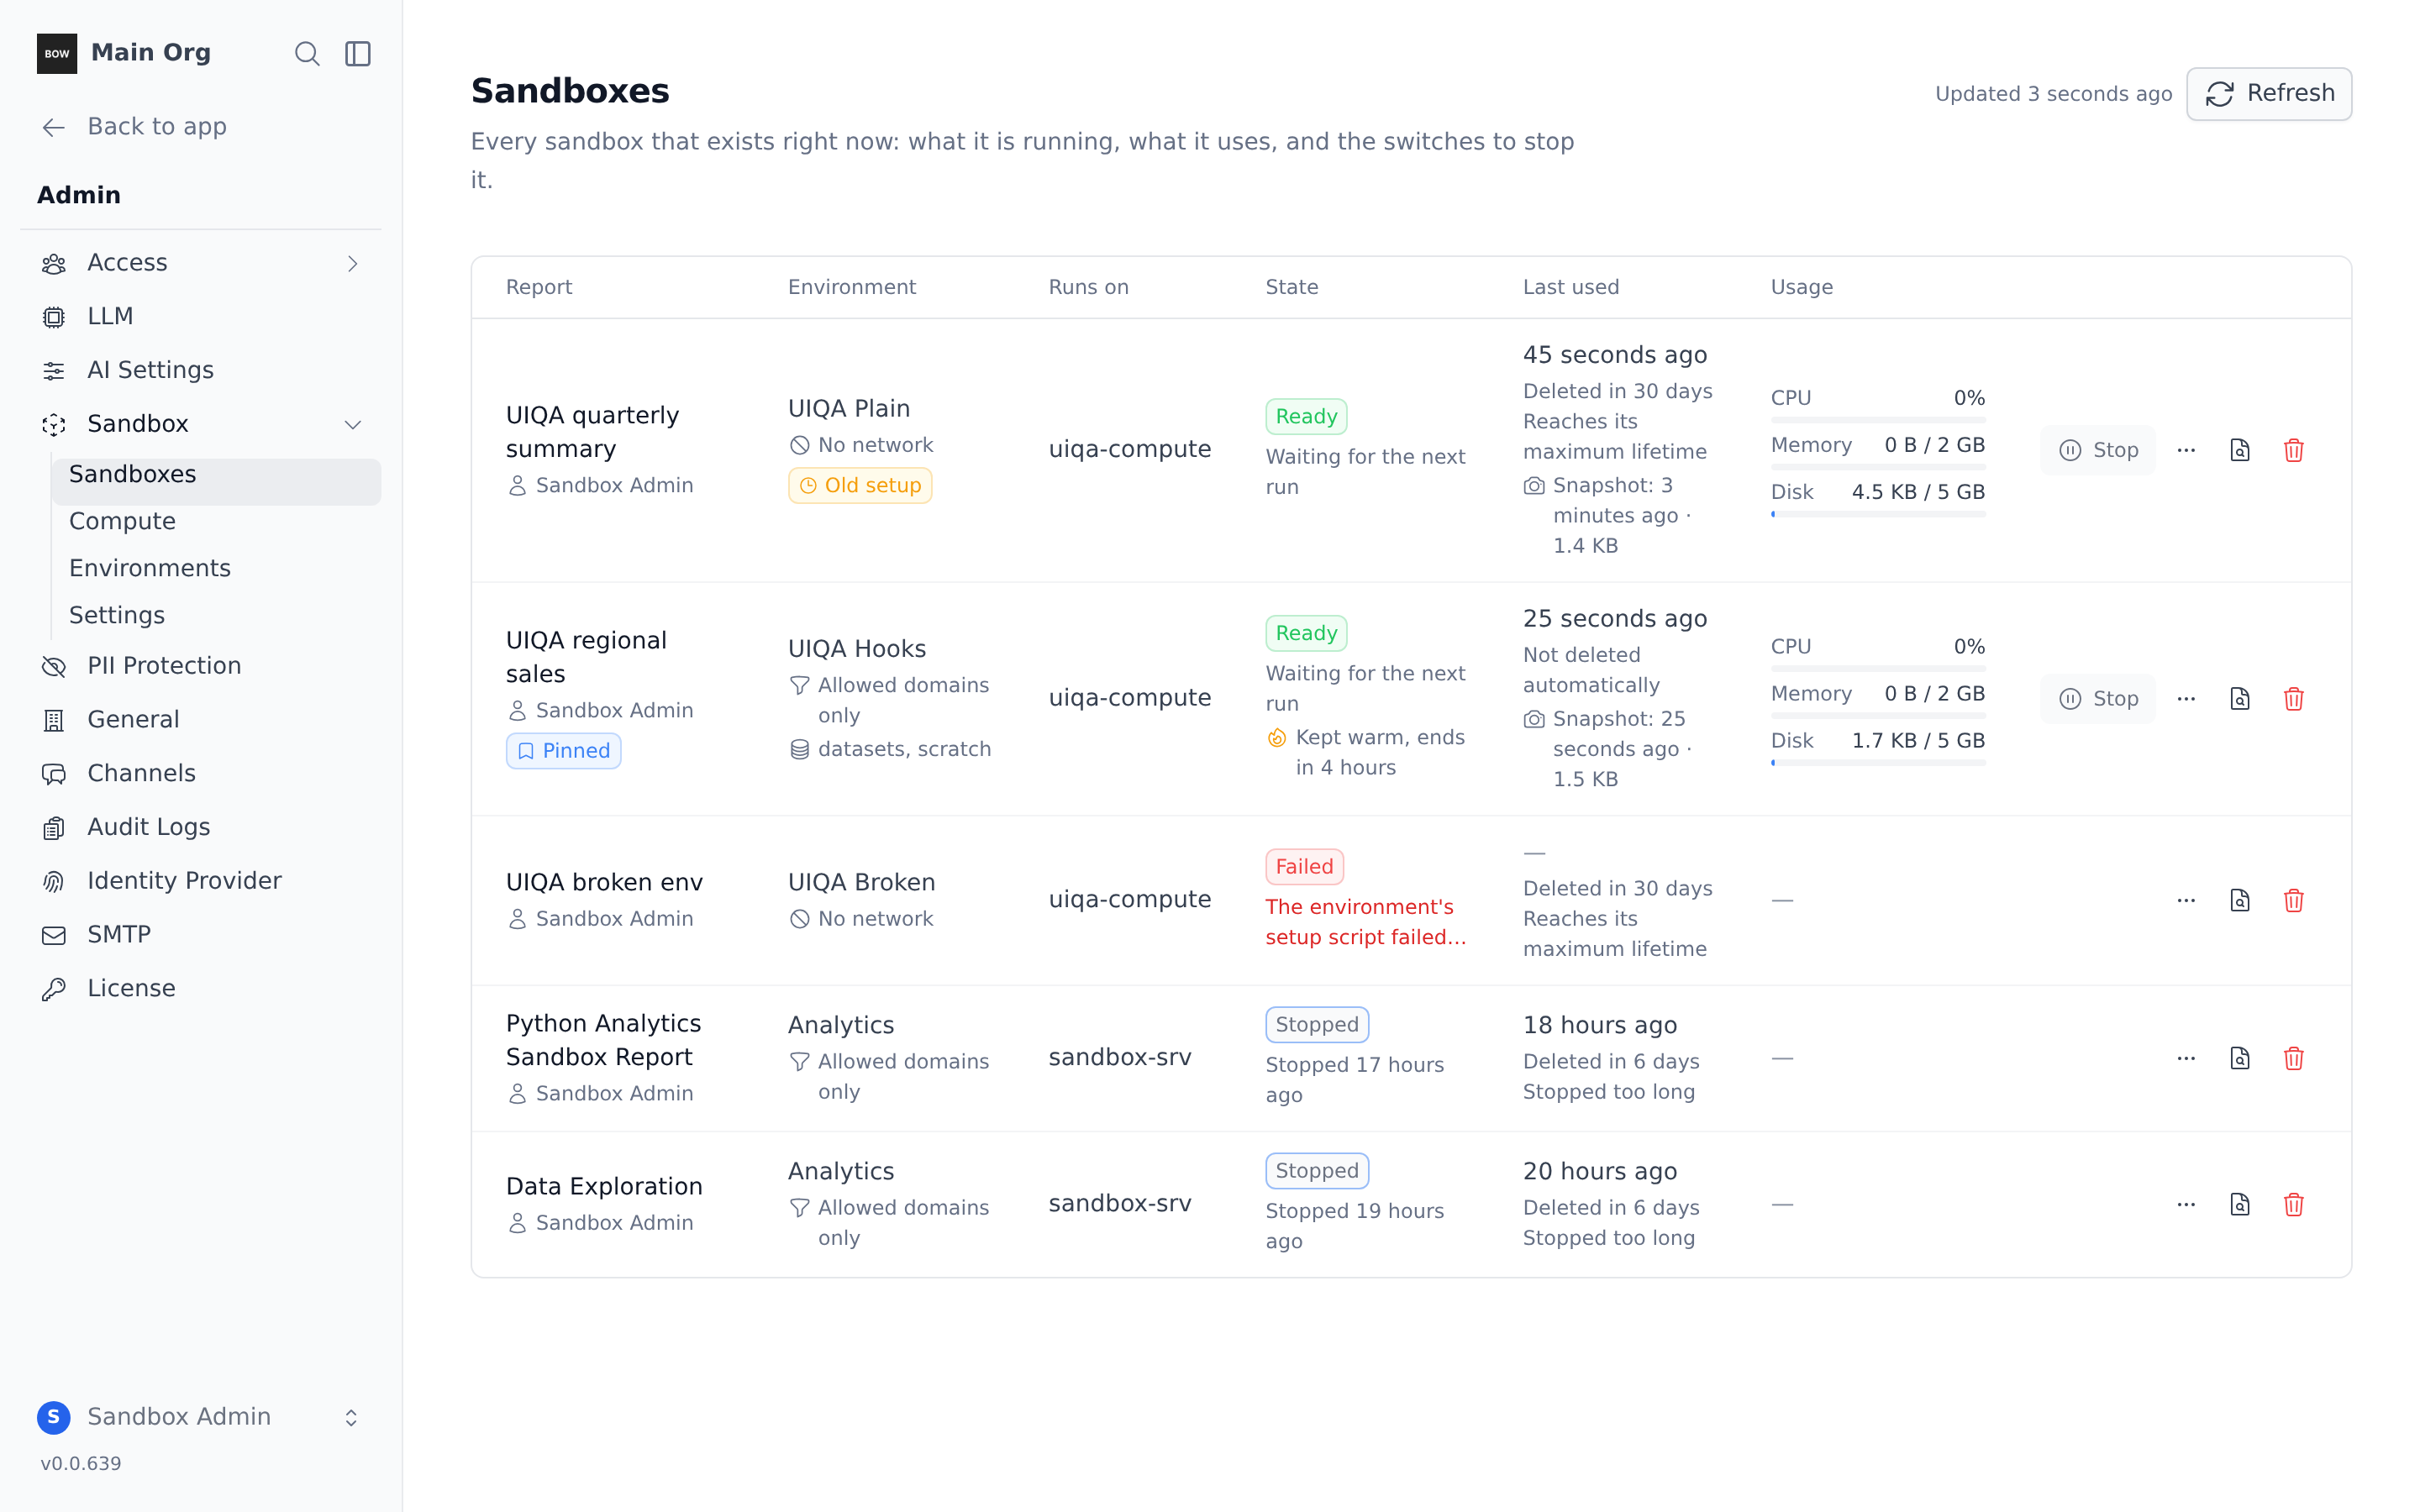 BOW
Main Org
Back to app
Admin
Access
LLM
AI Settings
Sandbox
Sandboxes
Compute
Environments
Settings
PII Protection
General
Channels
Audit Logs
Identity Provider
SMTP
License
S
Sandbox Admin
v0.0.639
Sandboxes
Updated 3 seconds ago
Refresh
Every sandbox that exists right now: what it is running, what it uses, and the switches to stop
it.
Report
Environment
Runs on
State
Last used
Usage
UIQA quarterly
summary
Sandbox Admin
UIQA Plain
No network
Old setup
uiqa-compute
Ready
Waiting for the next
run
45 seconds ago
Deleted in 30 days
Reaches its
maximum lifetime
Snapshot: 3
minutes ago ·
1.4 KB
CPU 0%
Memory 0 B / 2 GB
Disk 4.5 KB / 5 GB
Stop
UIQA regional
sales
Sandbox Admin
Pinned
UIQA Hooks
Allowed domains
only
datasets, scratch
uiqa-compute
Ready
Waiting for the next
run
Kept warm, ends
in 4 hours
25 seconds ago
Not deleted
automatically
Snapshot: 25
seconds ago ·
1.5 KB
CPU 0%
Memory 0 B / 2 GB
Disk 1.7 KB / 5 GB
Stop
UIQA broken env
Sandbox Admin
UIQA Broken
No network
uiqa-compute
Failed
The environment's
setup script failed...
—
Deleted in 30 days
Reaches its
maximum lifetime
—
Python Analytics
Sandbox Report
Sandbox Admin
Analytics
Allowed domains
only
sandbox-srv
Stopped
Stopped 17 hours
ago
18 hours ago
Deleted in 6 days
Stopped too long
—
Data Exploration
Sandbox Admin
Analytics
Allowed domains
only
sandbox-srv
Stopped
Stopped 19 hours
ago
20 hours ago
Deleted in 6 days
Stopped too long
—